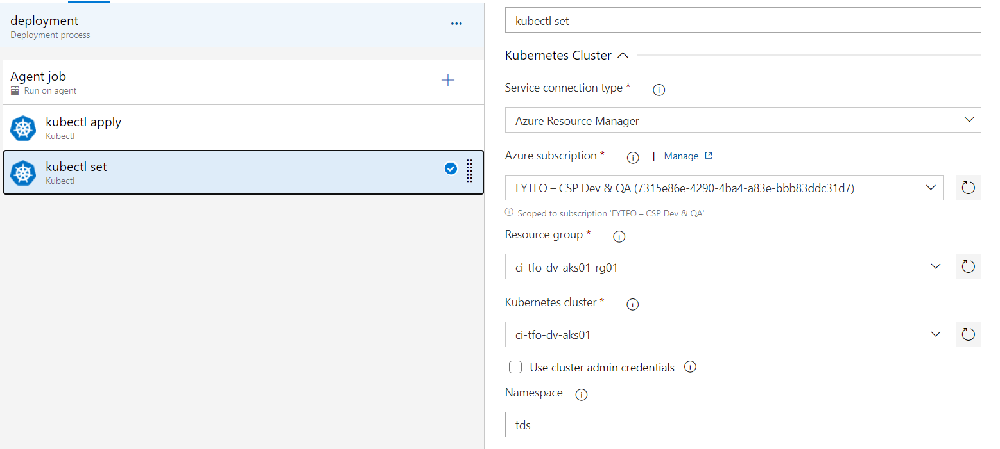 deployment
Deployment process
Agent job
Run on agent
kubectl apply
Kubectl
kubectl set
Kubectl
kubectl set
Kubernetes Cluster
Service connection type *
Azure Resource Manager
Azure subscription * | Manage
EYTFO – CSP Dev & QA (7315e86e-4290-4ba4-a83e-bbb83ddc31d7)
Scoped to subscription 'EYTFO – CSP Dev & QA'
Resource group *
ci-tfo-dv-aks01-rg01
Kubernetes cluster *
ci-tfo-dv-aks01
Use cluster admin credentials
Namespace
tds